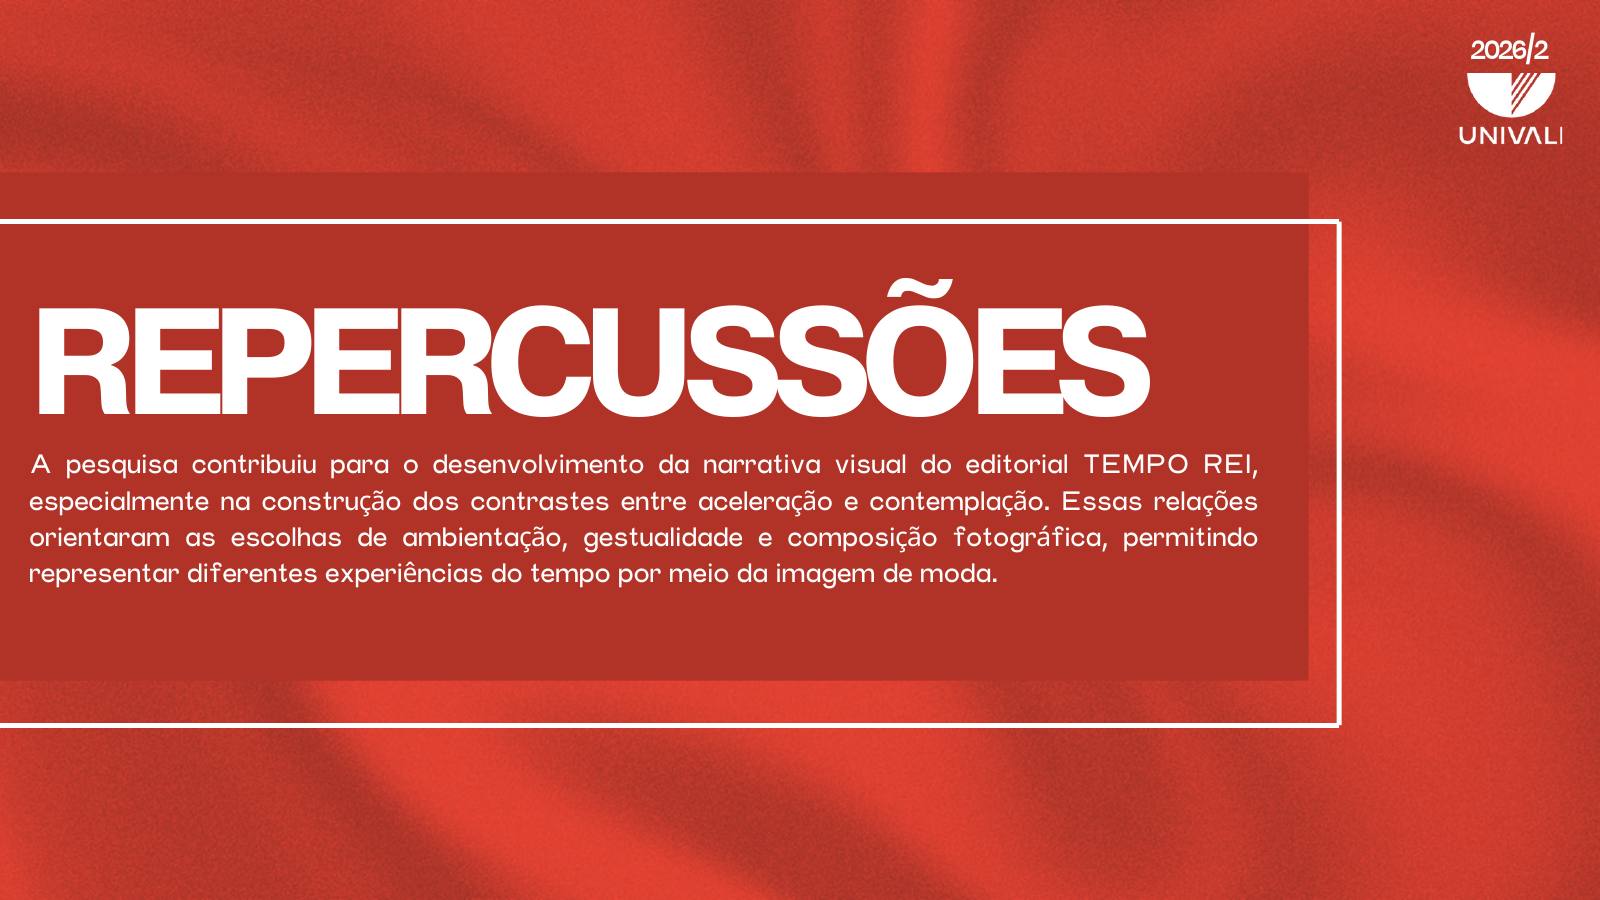 2026/2
UNIVALI
REPERCUSSÕES
A pesquisa contribuiu para o desenvolvimento da narrativa visual do editorial TEMPO REI,
especialmente na construção dos contrastes entre aceleração e contemplação. Essas relações
orientaram as escolhas de ambientação, gestualidade e composição fotográfica, permitindo
representar diferentes experiências do tempo por meio da imagem de moda.